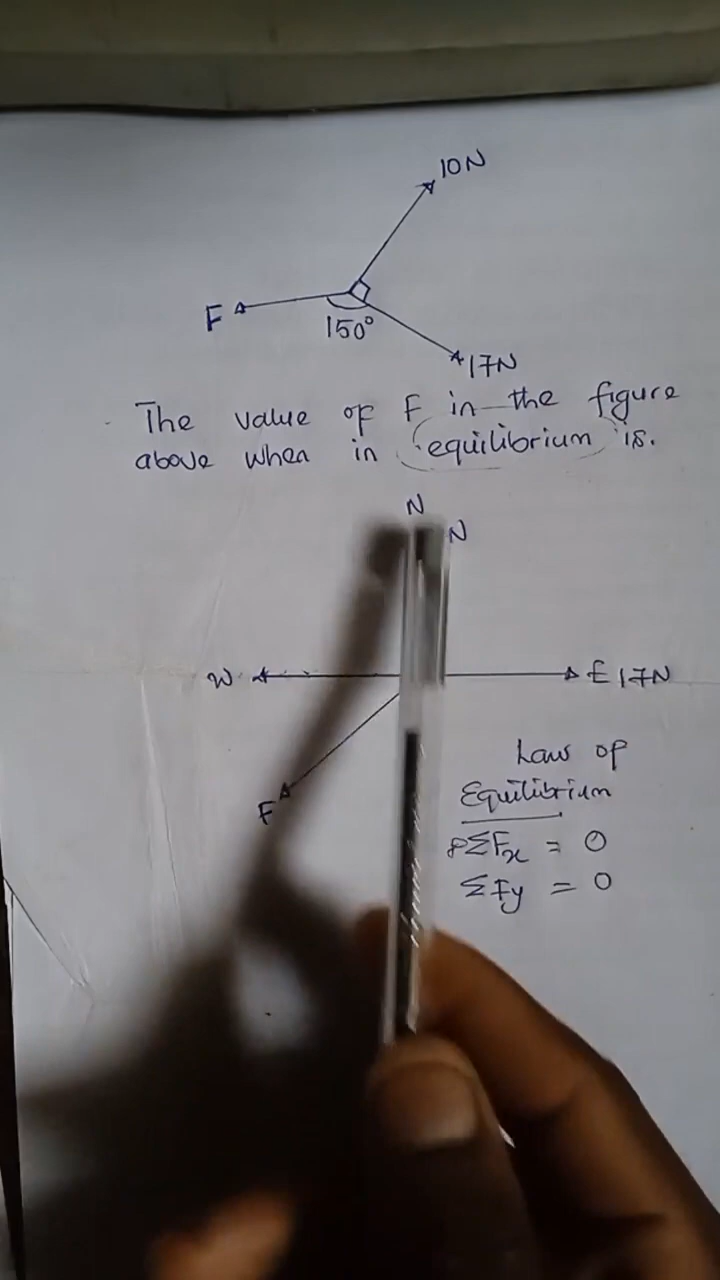 10N
F
150°
17N
The value of F in the figure
above when in equilibrium is.
N
N
W
E 17N
F
Law of
Equilibrium
ΣFx = 0
ΣFy = 0